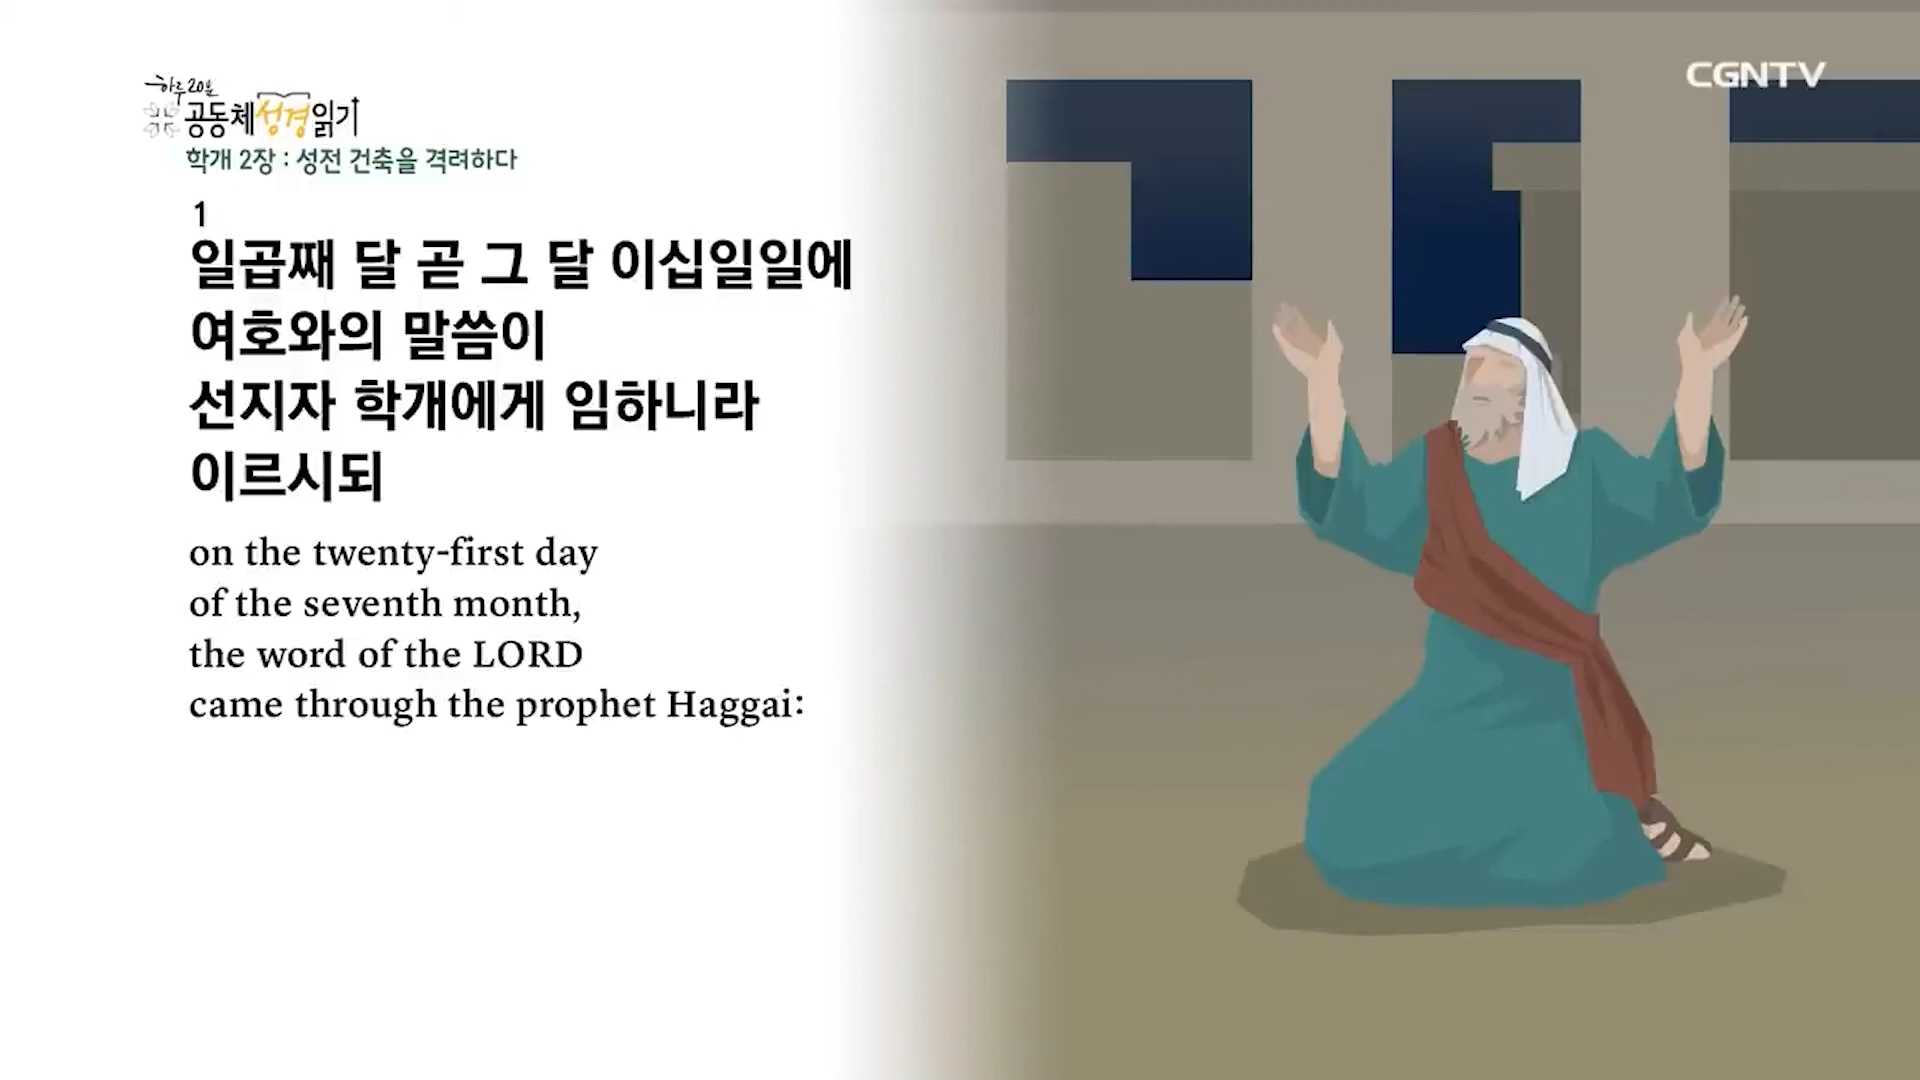 하루 20분
공동체성경읽기
CGNTV
학개 2장 : 성전 건축을 격려하다
1
일곱째 달 곧 그 달 이십일일에
여호와의 말씀이
선지자 학개에게 임하니라
이르시되
on the twenty-first day
of the seventh month,
the word of the LORD
came through the prophet Haggai: